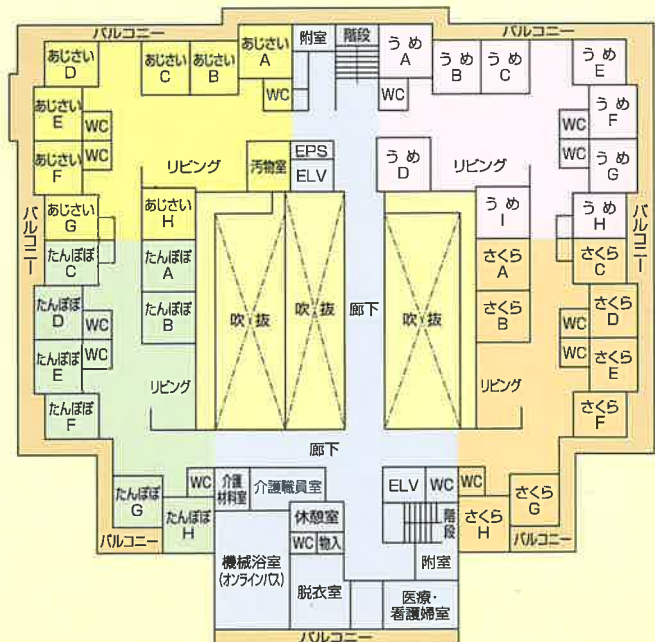 バルコニー
バルコニー
あじさい
D
あじさい
C
あじさい
B
あじさい
A
附室
階段
うめ
A
うめ
B
うめ
C
うめ
E
WC
WC
あじさい
E
WC
うめ
F
WC
あじさい
F
WC
うめ
G
WC
リビング
汚物室
EPS
ELV
うめ
D
リビング
バルコニー
あじさい
G
あじさい
H
うめ
I
うめ
H
バルコニー
たんぽぽ
C
たんぽぽ
A
さくら
A
さくら
C
たんぽぽ
D
WC
たんぽぽ
B
吹・抜
吹・抜
廊下
吹・抜
さくら
B
WC
さくら
D
たんぽぽ
E
WC
リビング
リビング
WC
さくら
E
たんぽぽ
F
さくら
F
廊下
たんぽぽ
G
WC
たんぽぽ
H
介護
材料室
介護職員室
ELV
WC
WC
さくら
G
さくら
H
階段
休憩室
WC
物入
バルコニー
バルコニー
機械浴室
(オンラインバス)
脱衣室
附室
医療・
看護婦室
バルコニー